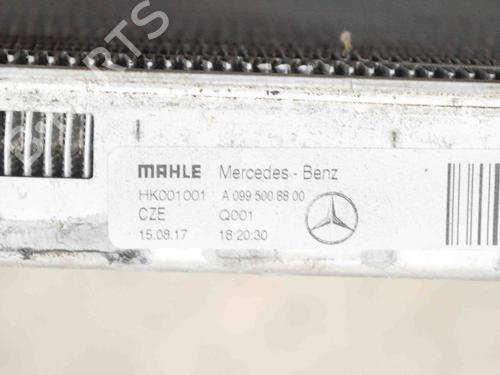 MAHLE Mercedes - Benz
HK001001 A 099 500 88 00
CZE Q001
15.08.17 18:20:30